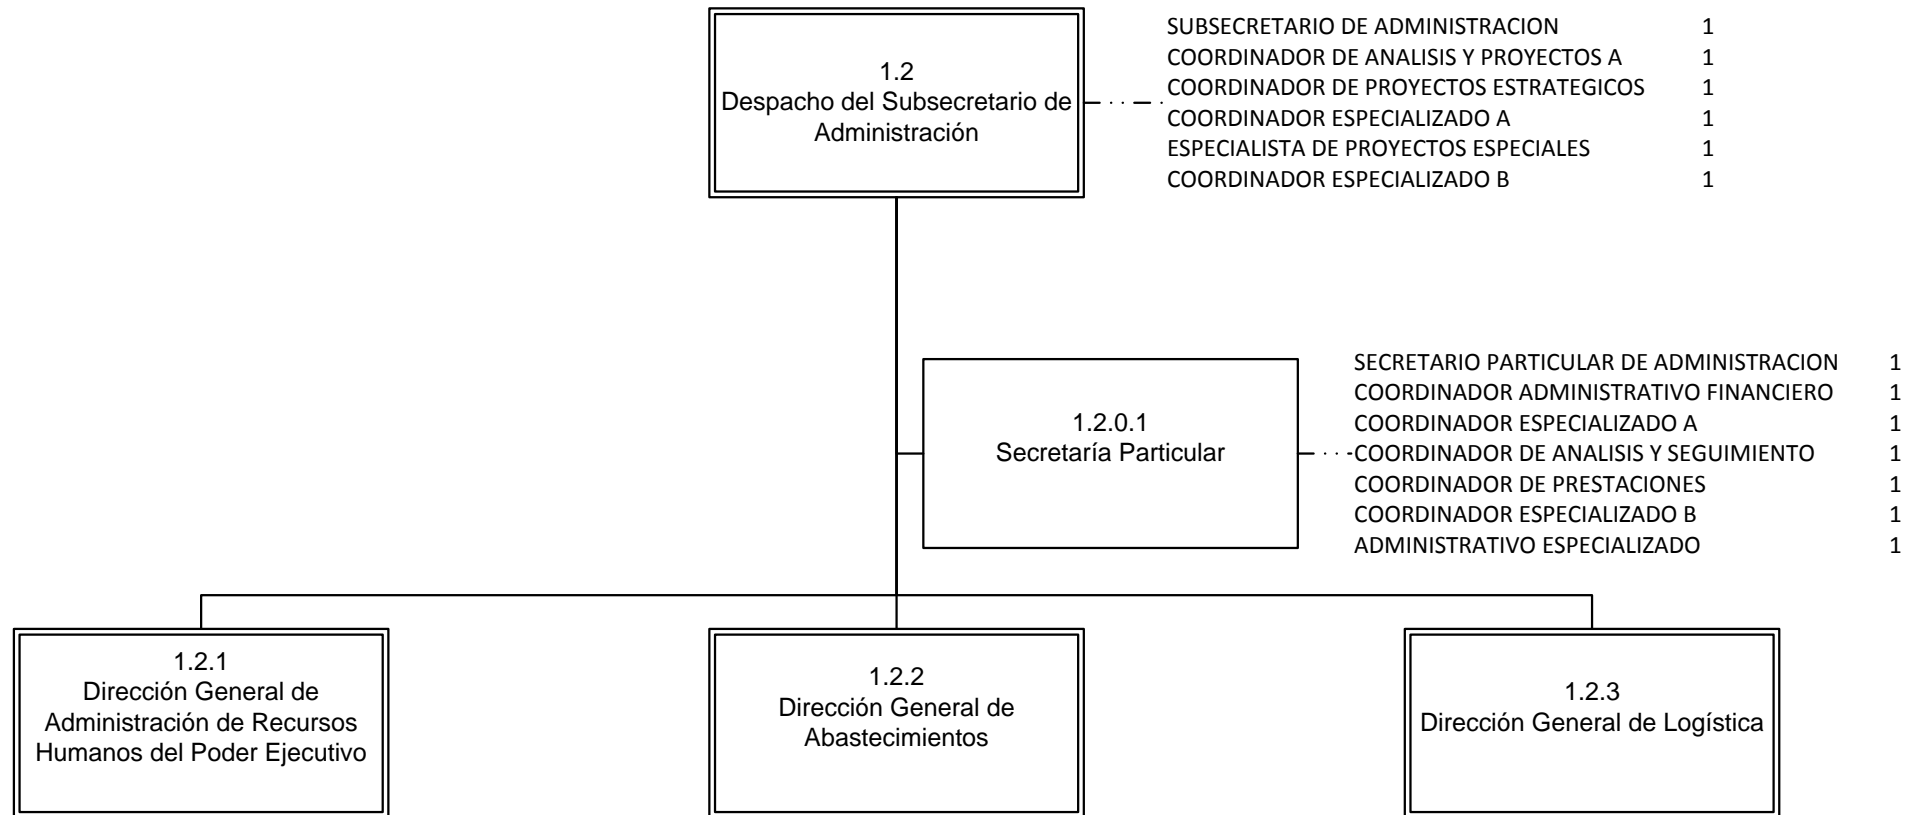 1.2
Despacho del Subsecretario de
Administración
SUBSECRETARIO DE ADMINISTRACION 1
COORDINADOR DE ANALISIS Y PROYECTOS A 1
COORDINADOR DE PROYECTOS ESTRATEGICOS 1
COORDINADOR ESPECIALIZADO A 1
ESPECIALISTA DE PROYECTOS ESPECIALES 1
COORDINADOR ESPECIALIZADO B 1
1.2.0.1
Secretaría Particular
SECRETARIO PARTICULAR DE ADMINISTRACION 1
COORDINADOR ADMINISTRATIVO FINANCIERO 1
COORDINADOR ESPECIALIZADO A 1
COORDINADOR DE ANALISIS Y SEGUIMIENTO 1
COORDINADOR DE PRESTACIONES 1
COORDINADOR ESPECIALIZADO B 1
ADMINISTRATIVO ESPECIALIZADO 1
1.2.1
Dirección General de
Administración de Recursos
Humanos del Poder Ejecutivo
1.2.2
Dirección General de
Abastecimientos
1.2.3
Dirección General de Logística